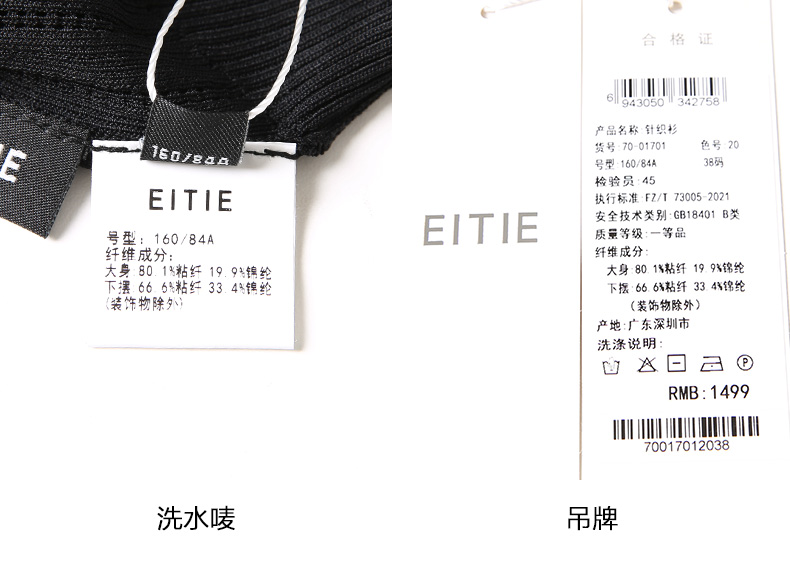 TIE
160/84A
EITIE
号型: 160/84A
纤维成分:
大身 80.1%粘纤 19.9%锦纶
下摆 66.6%粘纤 33.4%锦纶
(装饰物除外)
洗水唛
EITIE
合格证
6 943050 342758
产品名称 针织衫
货号:70-01701 色号:20
号型:160/84A 38码
检验员:45
执行标准:FZ/T 73005-2021
安全技术类别:GB18401 B类
质量等级:一等品
纤维成分:
大身:80.1%粘纤 19.9%锦纶
下摆:66.6%粘纤 33.4%锦纶
(装饰物除外)
产地:广东深圳市
洗涤说明:
P
RMB:1499
70017012038
吊牌